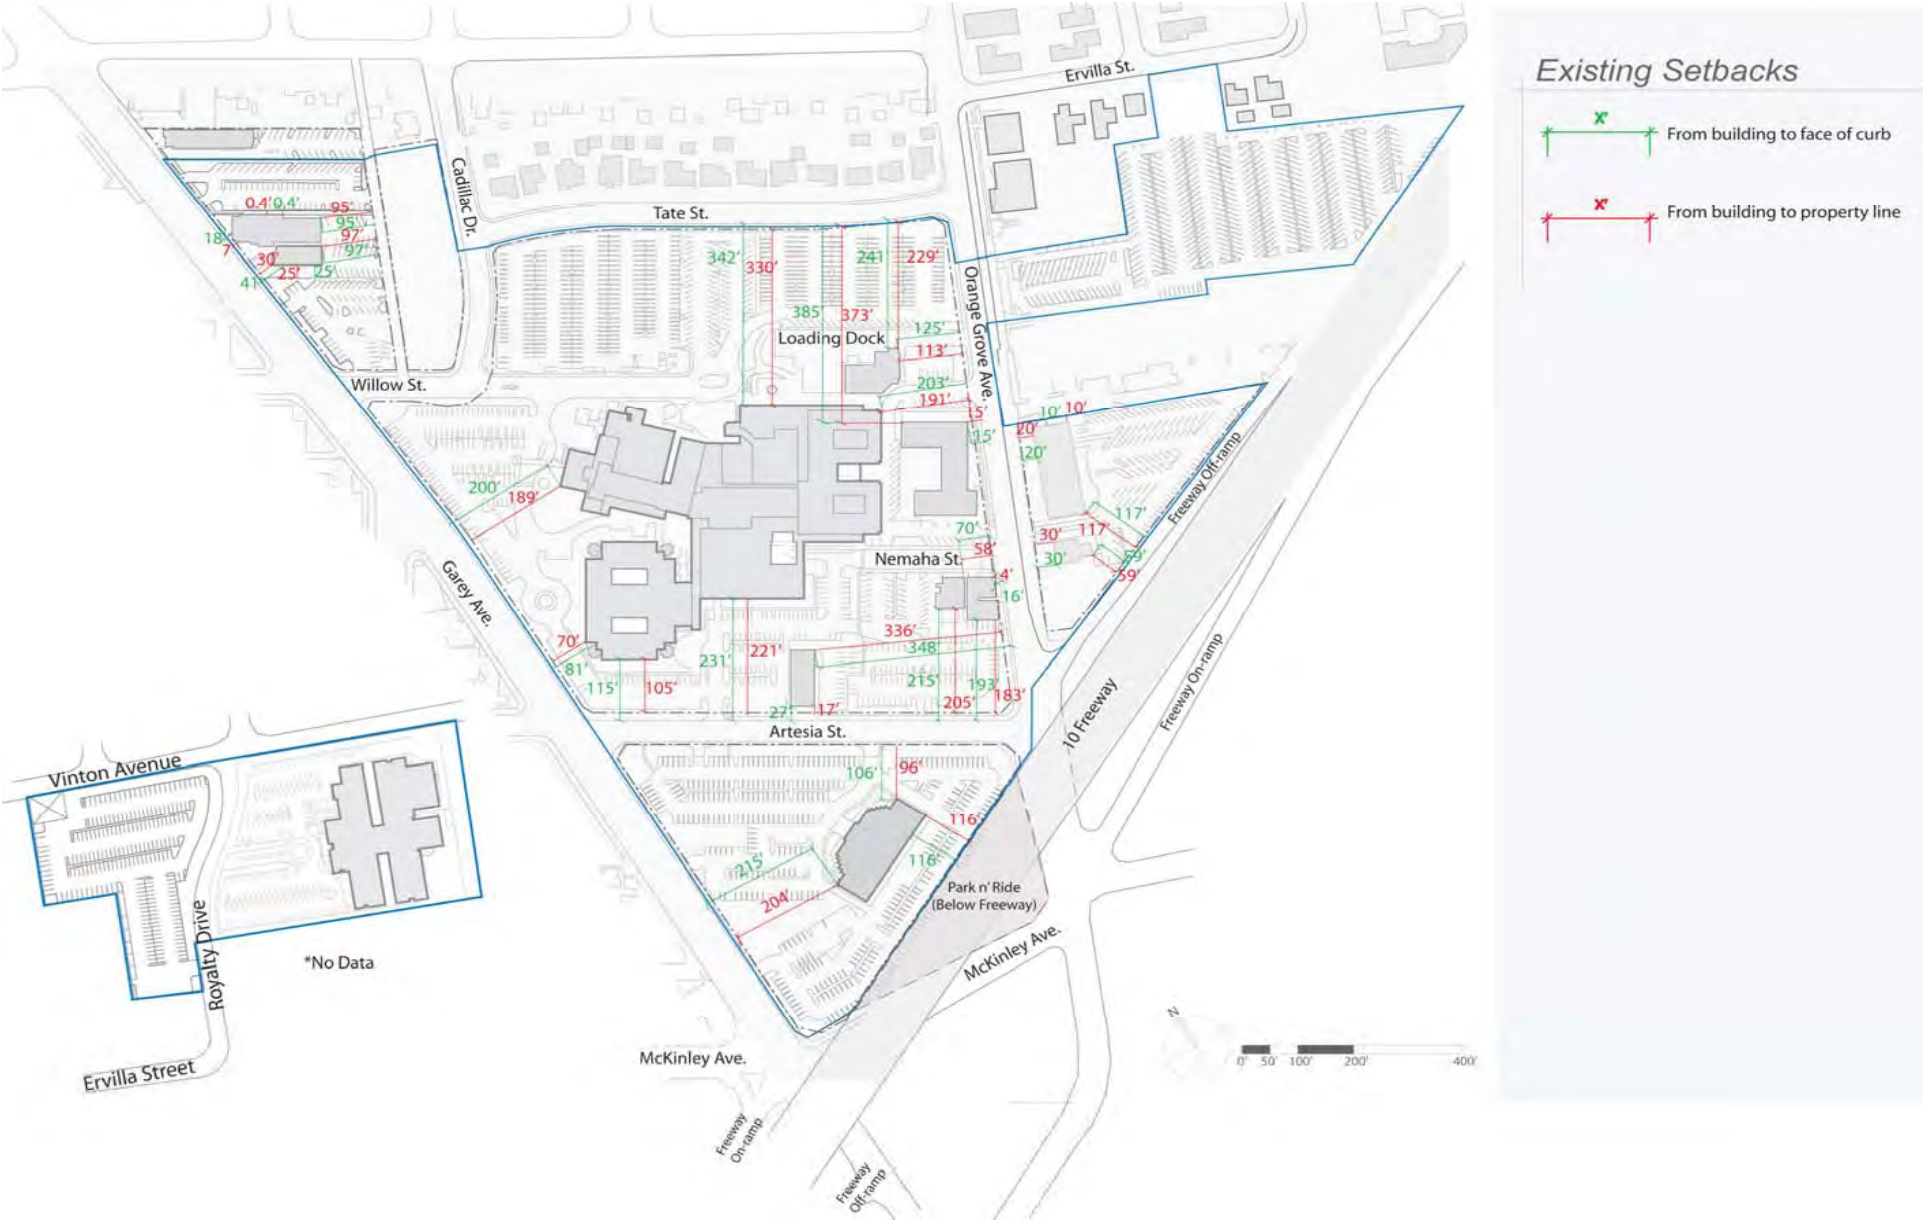 Existing Setbacks
X'
From building to face of curb
X'
From building to property line
Ervilla St.
Cadillac Dr.
Tate St.
0.4' 0.4'
95'
95'
97'
97'
18'
7'
30'
25'
25'
41'
342'
330'
241'
229'
385'
373'
Orange Grove Ave.
Loading Dock
125'
113'
203'
191'
Willow St.
15'
15'
10'
10'
20'
20'
Freeway Off-ramp
200'
189'
117'
117'
70'
58'
Nemaha St.
30'
30'
59'
59'
4'
16'
Garey Ave.
70'
81'
115'
105'
231'
221'
336'
348'
215'
205'
193'
183'
27'
17'
Artesia St.
10 Freeway
Freeway On-ramp
106'
96'
116'
116'
215'
204'
Park n' Ride
(Below Freeway)
McKinley Ave.
Vinton Avenue
Royalty Drive
*No Data
Ervilla Street
McKinley Ave.
N
0' 50' 100' 200' 400'
Freeway
On-ramp
Freeway
Off-ramp